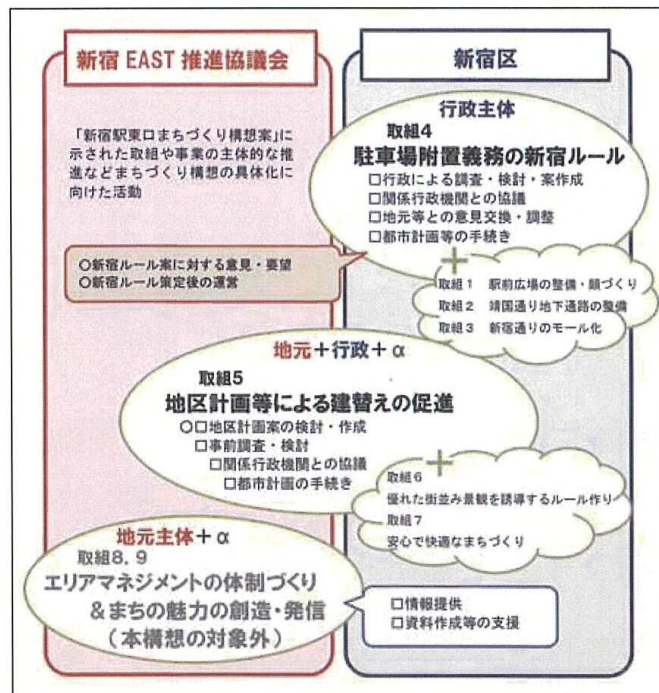 新宿 EAST 推進協議会
新宿区
「新宿駅東口まちづくり構想案」に
示された取組や事業の主体的な推
進などまちづくり構想の具体化に
向けた活動
行政主体
取組4
駐車場附置義務の新宿ルール
□行政による調査・検討・案作成
□関係行政機関との協議
□地元等との意見交換・調整
□都市計画等の手続き
○新宿ルール案に対する意見・要望
○新宿ルール策定後の運営
+
取組1 駅前広場の整備・顔づくり
取組2 靖国通り地下通路の整備
取組3 新宿通りのモール化
地元+行政+α
取組5
地区計画等による建替えの促進
○□地区計画案の検討・作成
□事前調査・検討
□関係行政機関との協議
□都市計画の手続き
+
取組6
優れた街並み景観を誘導するルール作り
取組7
安心で快適なまちづくり
地元主体+α
取組8.9
エリアマネジメントの体制づくり
&まちの魅力の創造・発信
（本構想の対象外）
□情報提供
□資料作成等の支援